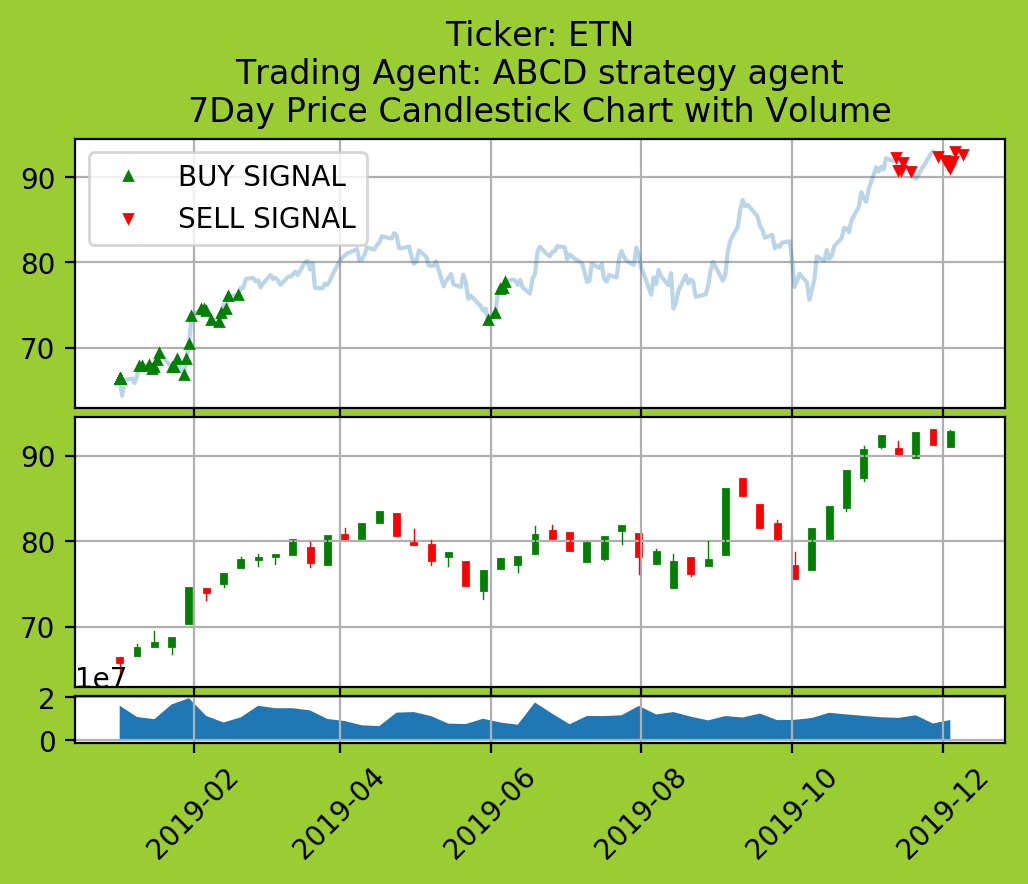 Ticker: ETN
Trading Agent: ABCD strategy agent
7Day Price Candlestick Chart with Volume
90
80
70
BUY SIGNAL
SELL SIGNAL
90
80
70
1e7
2
0
2019-02
2019-04
2019-06
2019-08
2019-10
2019-12